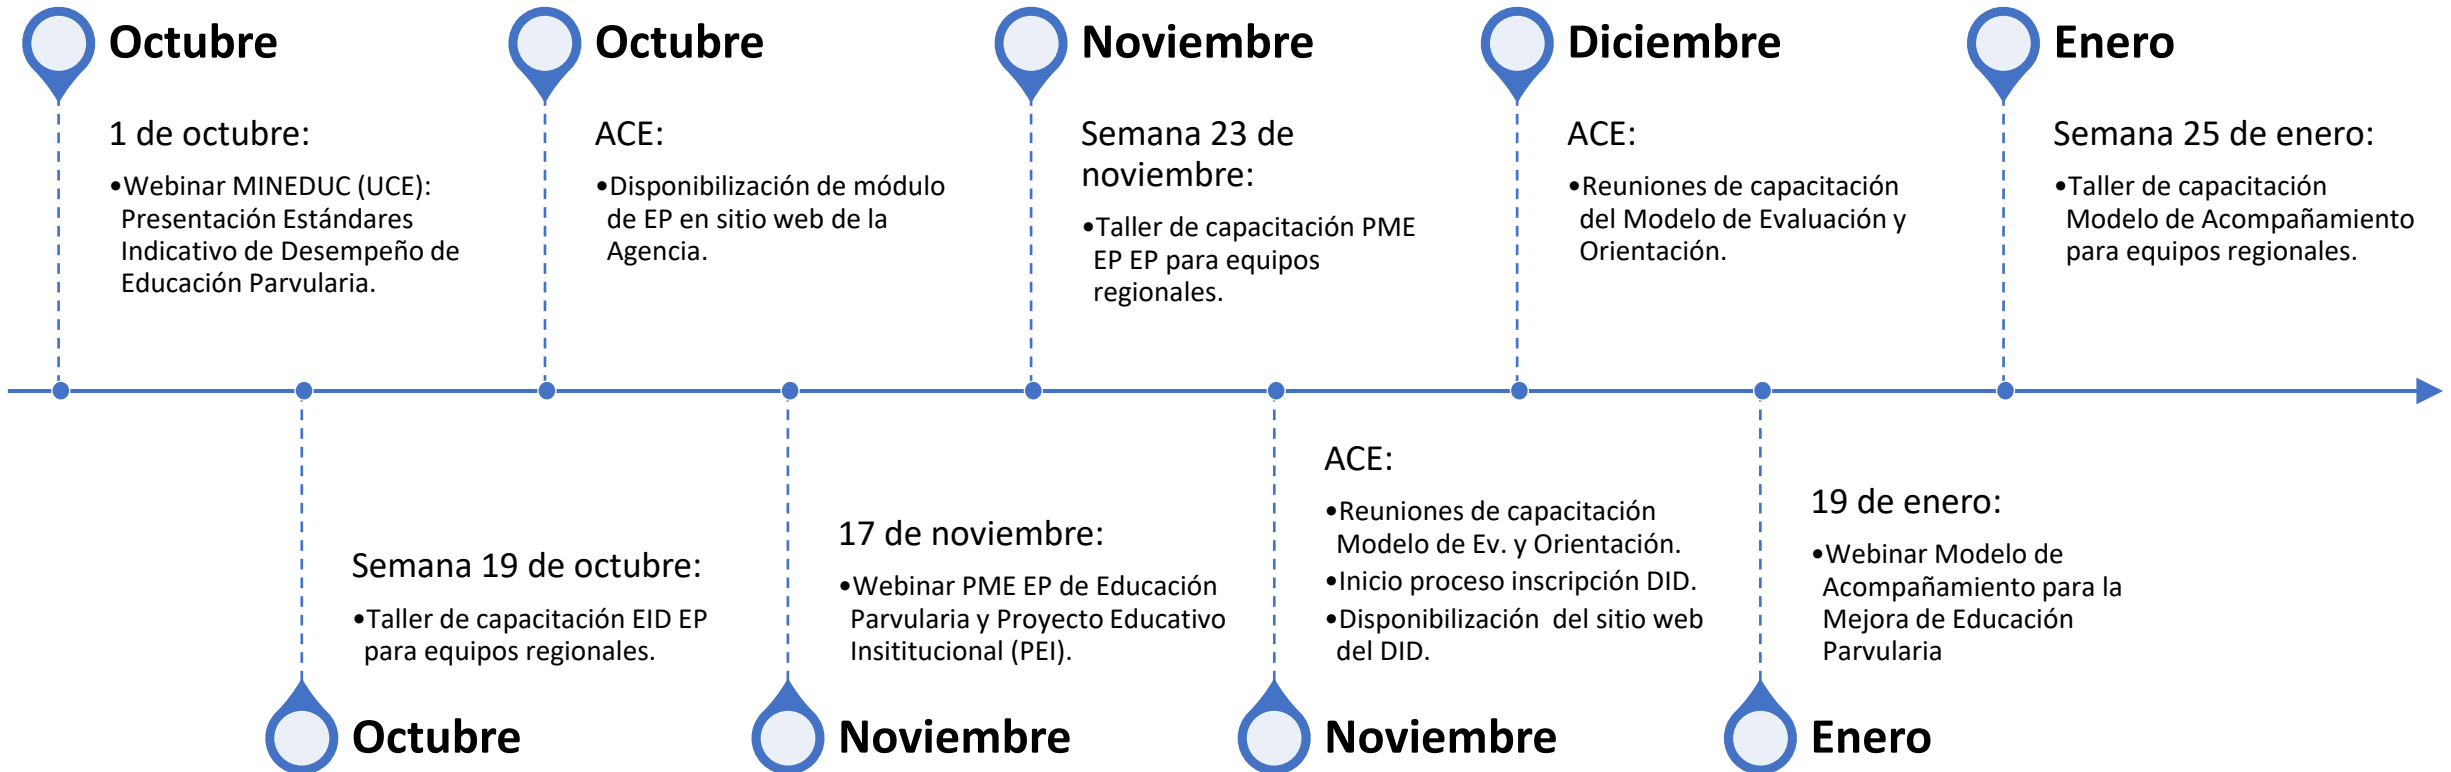 Octubre
1 de octubre:
•Webinar MINEDUC (UCE):
Presentación Estándares
Indicativo de Desempeño de
Educación Parvularia.
Semana 19 de octubre:
•Taller de capacitación EID EP
para equipos regionales.
Octubre
Octubre
ACE:
•Disponibilización de módulo
de EP en sitio web de la
Agencia.
17 de noviembre:
•Webinar PME EP de Educación
Parvularia y Proyecto Educativo
Insititucional (PEI).
Noviembre
Noviembre
Semana 23 de
noviembre:
•Taller de capacitación PME
EP EP para equipos
regionales.
ACE:
•Reuniones de capacitación
Modelo de Ev. y Orientación.
•Inicio proceso inscripción DID.
•Disponibilización del sitio web
del DID.
Noviembre
Diciembre
ACE:
•Reuniones de capacitación
del Modelo de Evaluación y
Orientación.
19 de enero:
•Webinar Modelo de
Acompañamiento para la
Mejora de Educación
Parvularia
Enero
Enero
Semana 25 de enero:
•Taller de capacitación
Modelo de Acompañamiento
para equipos regionales.